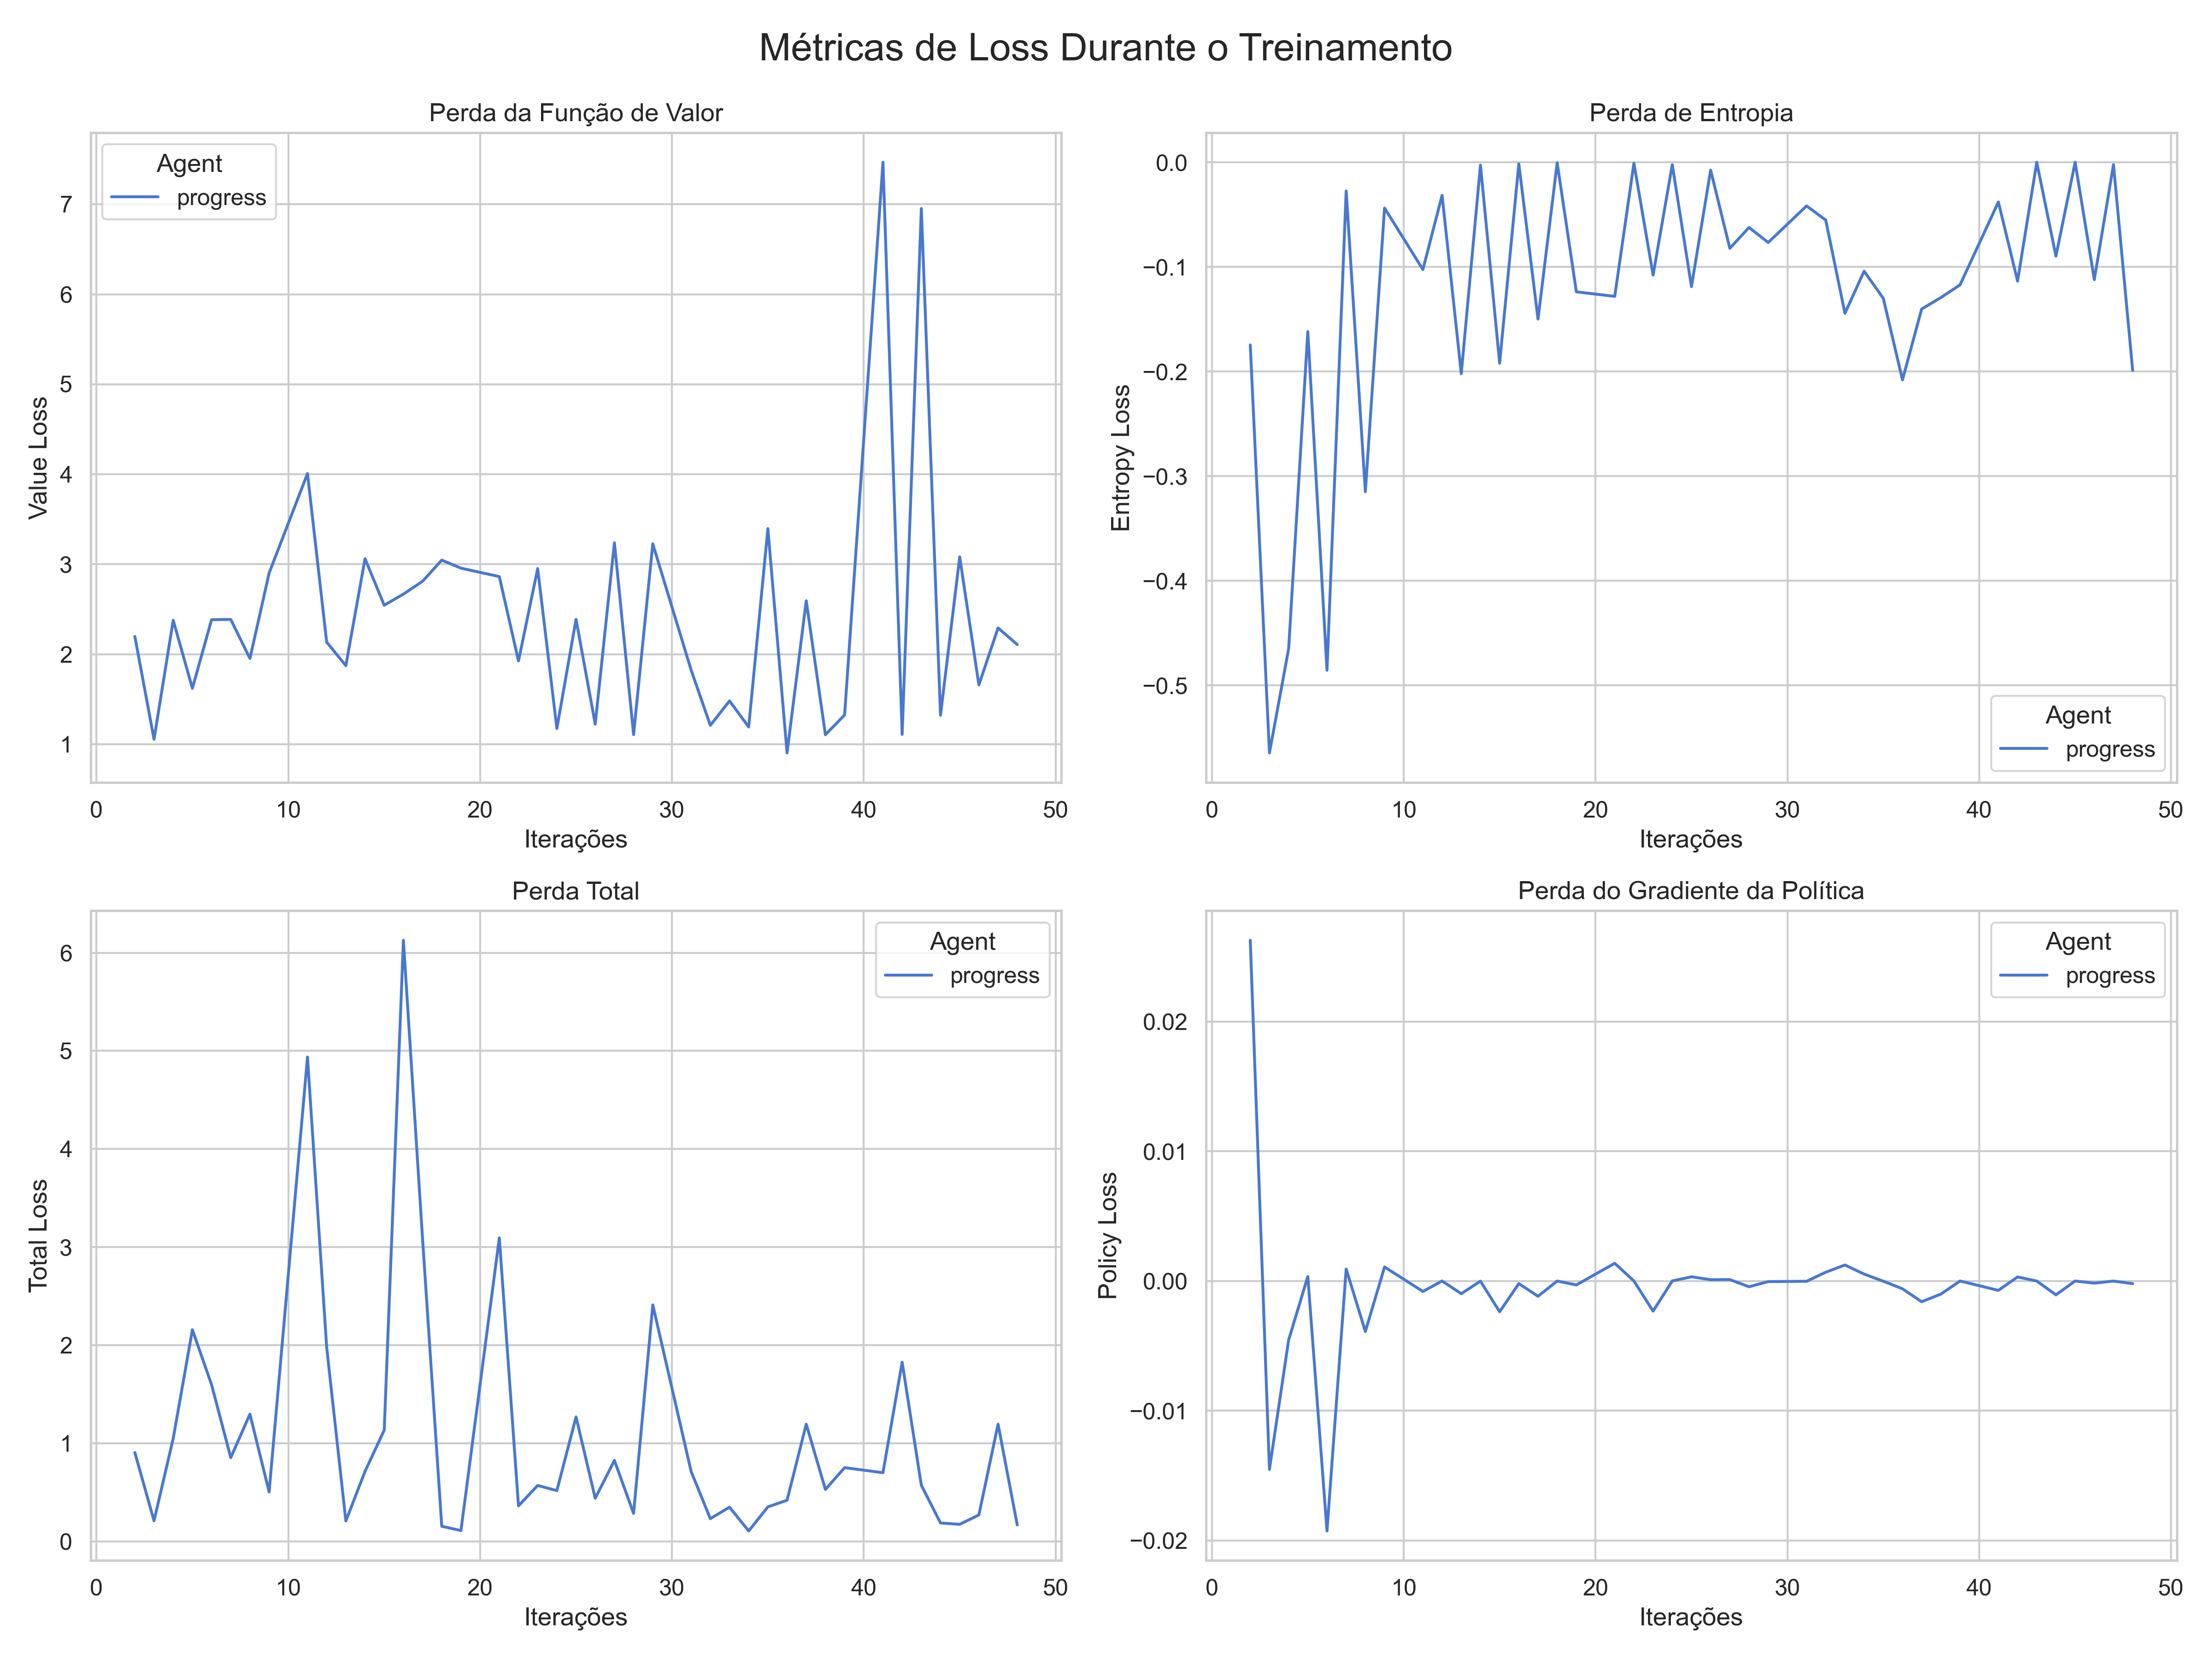 Métricas de Loss Durante o Treinamento
Perda da Função de Valor
Agent
progress
Value Loss
7
6
5
4
3
2
1
0 10 20 30 40 50
Iterações
Perda de Entropia
Agent
progress
Entropy Loss
0.0
−0.1
−0.2
−0.3
−0.4
−0.5
0 10 20 30 40 50
Iterações
Perda Total
Agent
progress
Total Loss
6
5
4
3
2
1
0
0 10 20 30 40 50
Iterações
Perda do Gradiente da Política
Agent
progress
Policy Loss
0.02
0.01
0.00
−0.01
−0.02
0 10 20 30 40 50
Iterações